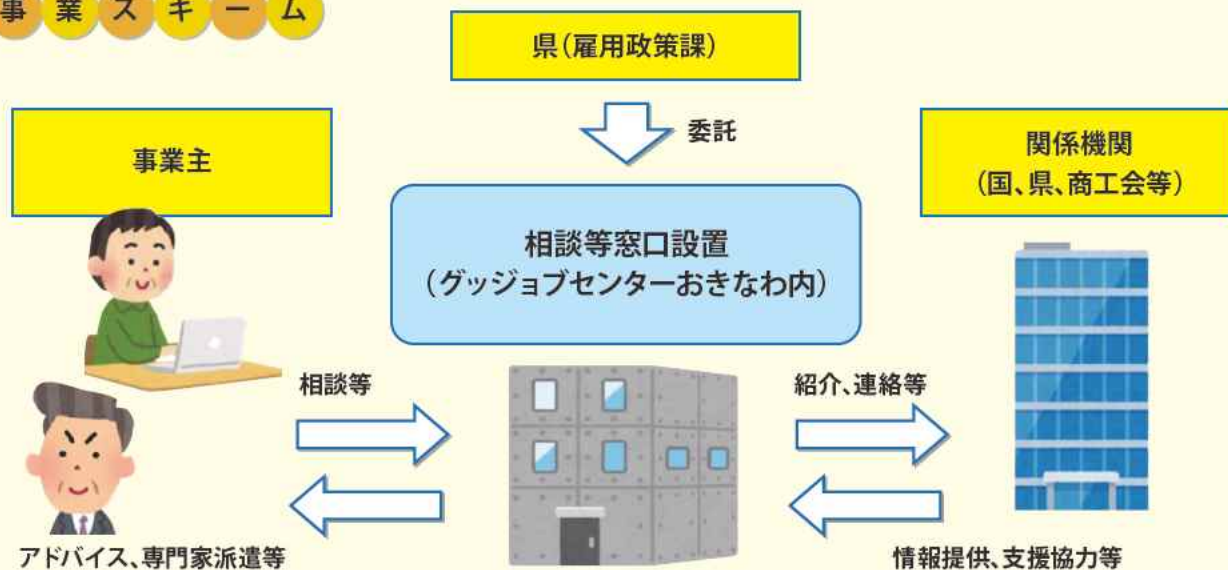 事業スキーム
県(雇用政策課)
委託
事業主
関係機関
(国、県、商工会等)
相談等窓口設置
(グッジョブセンターおきなわ内)
相談等
紹介、連絡等
アドバイス、専門家派遣等
情報提供、支援協力等